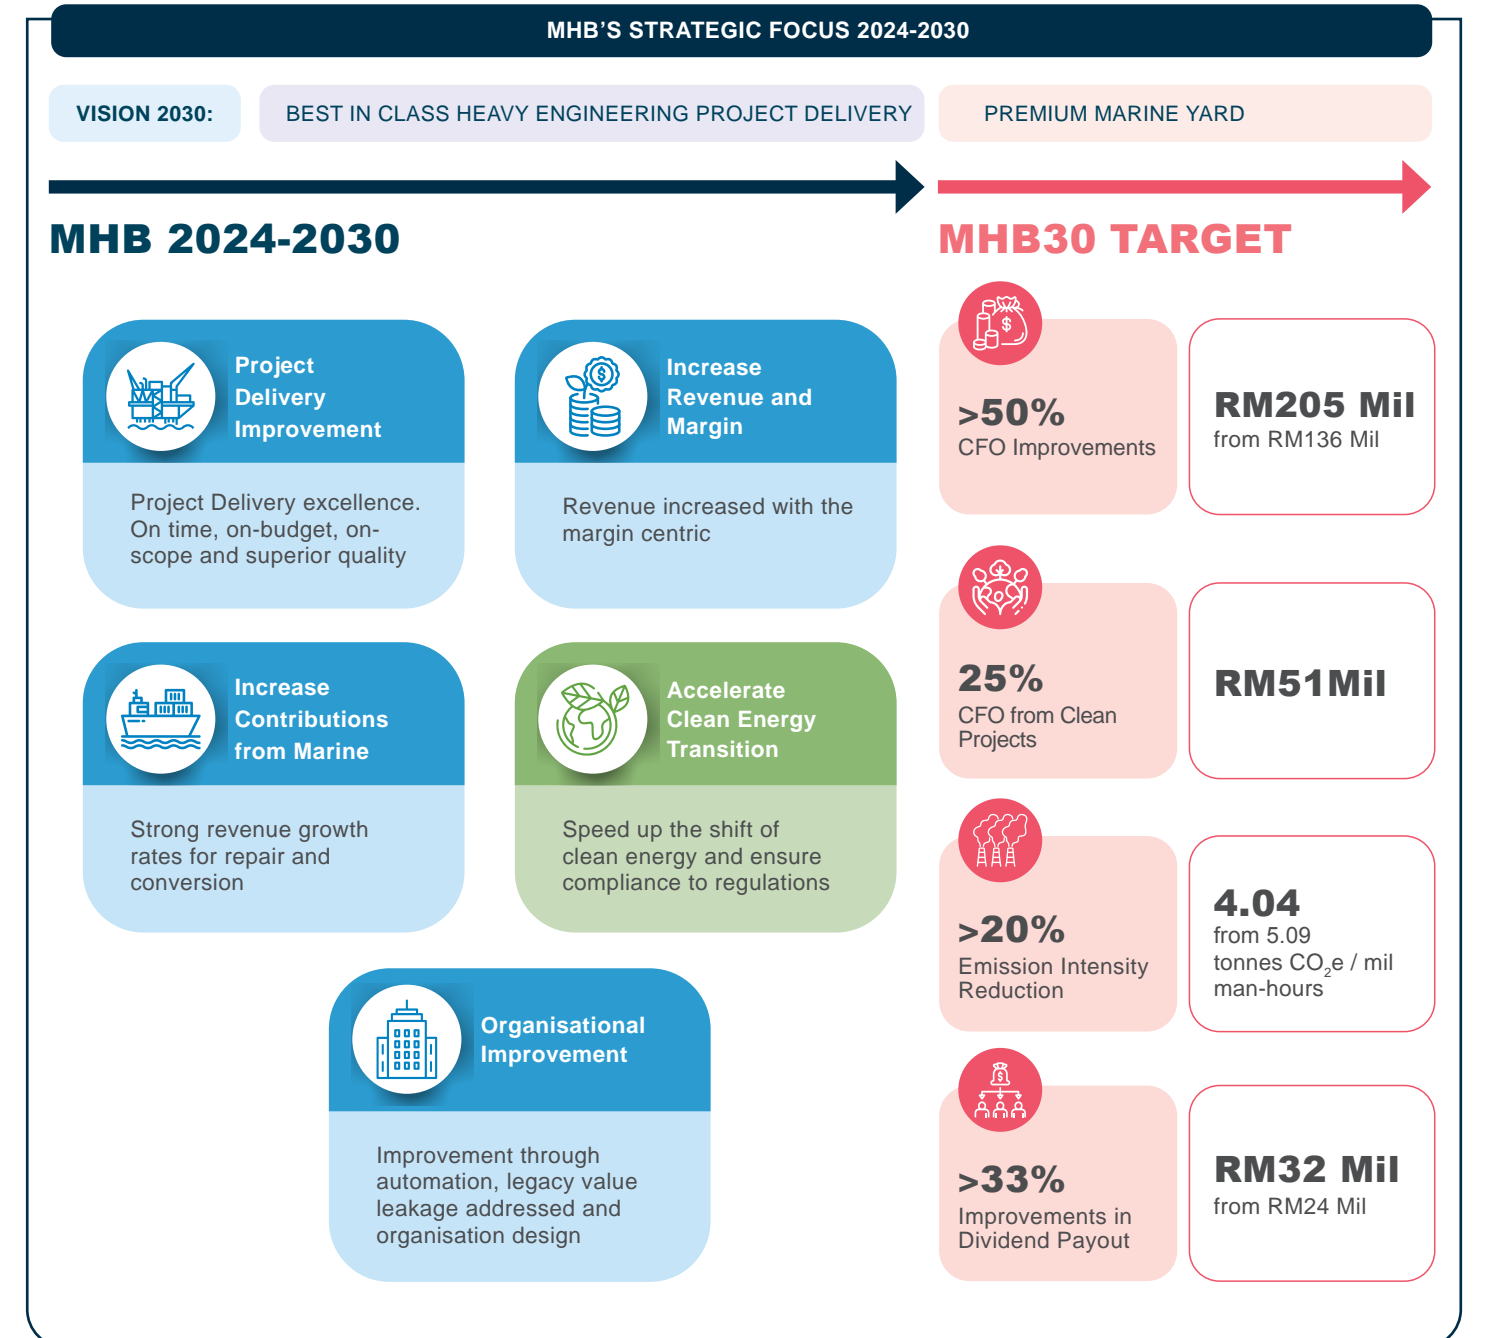 MHB'S STRATEGIC FOCUS 2024-2030
VISION 2030:
BEST IN CLASS HEAVY ENGINEERING PROJECT DELIVERY
PREMIUM MARINE YARD
MHB 2024-2030
Project
Delivery
Improvement
Project Delivery excellence.
On time, on-budget, on-
scope and superior quality
Increase
Revenue and
Margin
Revenue increased with the
margin centric
Increase
Contributions
from Marine
Strong revenue growth
rates for repair and
conversion
Accelerate
Clean Energy
Transition
Speed up the shift of
clean energy and ensure
compliance to regulations
Organisational
Improvement
Improvement through
automation, legacy value
leakage addressed and
organisation design
MHB30 TARGET
>50%
CFO Improvements
RM205 Mil
from RM136 Mil
25%
CFO from Clean
Projects
RM51Mil
>20%
Emission Intensity
Reduction
4.04
from 5.09
tonnes CO₂e / mil
man-hours
>33%
Improvements in
Dividend Payout
RM32 Mil
from RM24 Mil